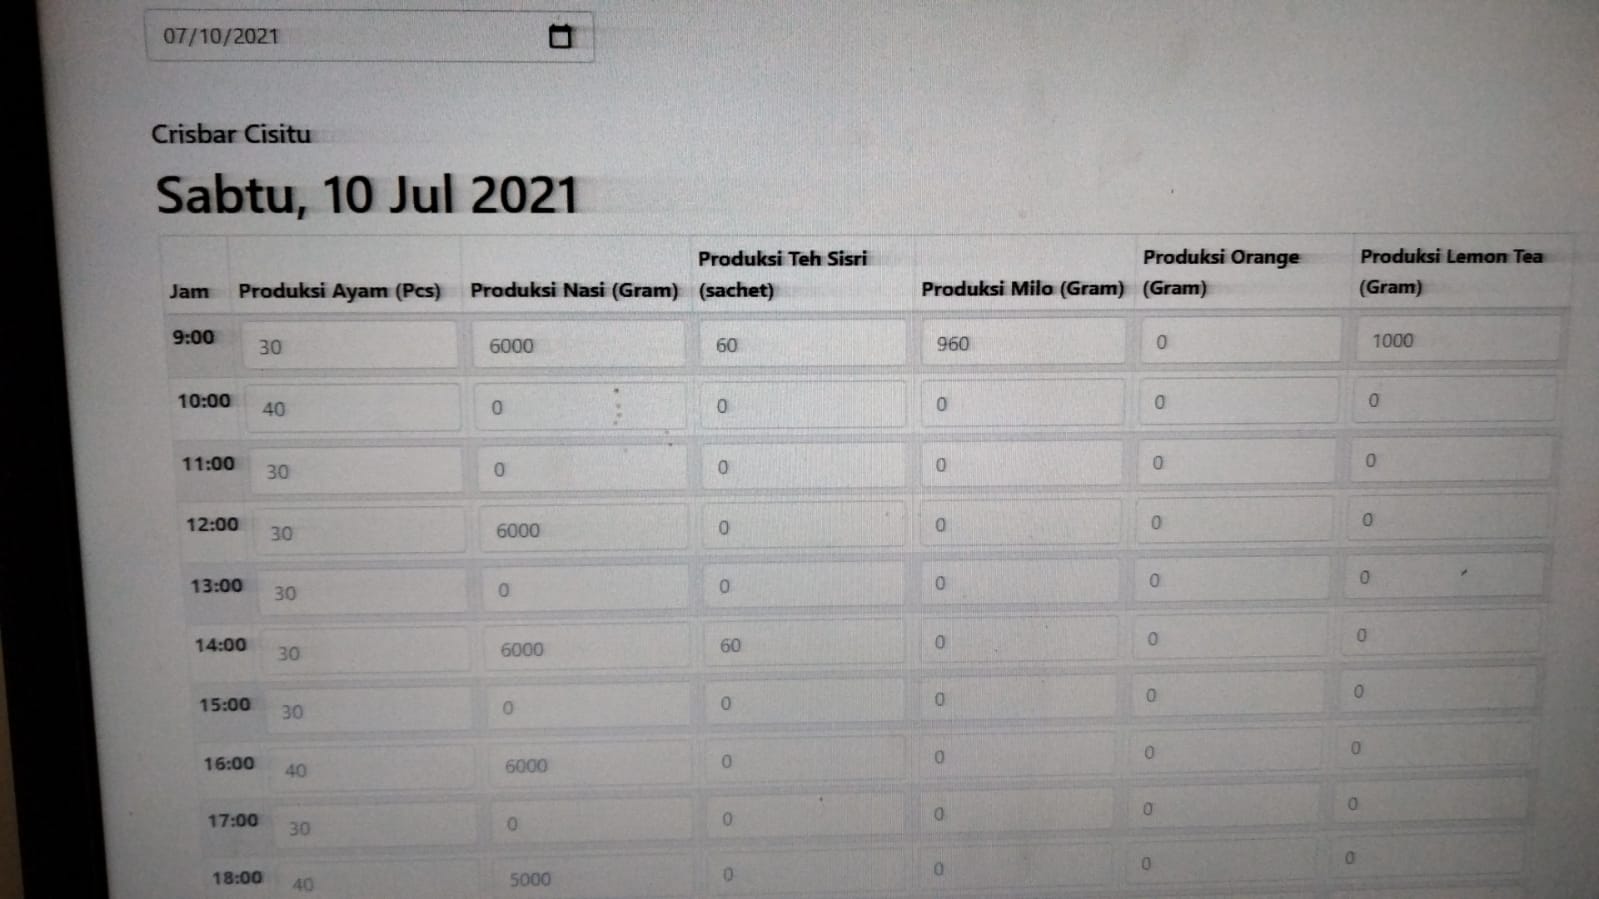 07/10/2021
Crisbar Cisitu
Sabtu, 10 Jul 2021
Jam Produksi Ayam (Pcs) Produksi Nasi (Gram) Produksi Teh Sisri (sachet) Produksi Milo (Gram) Produksi Orange (Gram) Produksi Lemon Tea (Gram)
9:00 30 6000 60 960 0 1000
10:00 40 0 0 0 0 0
11:00 30 0 0 0 0 0
12:00 30 6000 0 0 0 0
13:00 30 0 0 0 0 0
14:00 30 6000 60 0 0 0
15:00 30 0 0 0 0 0
16:00 40 6000 0 0 0 0
17:00 30 0 0 0 0 0
18:00 40 5000 0 0 0 0